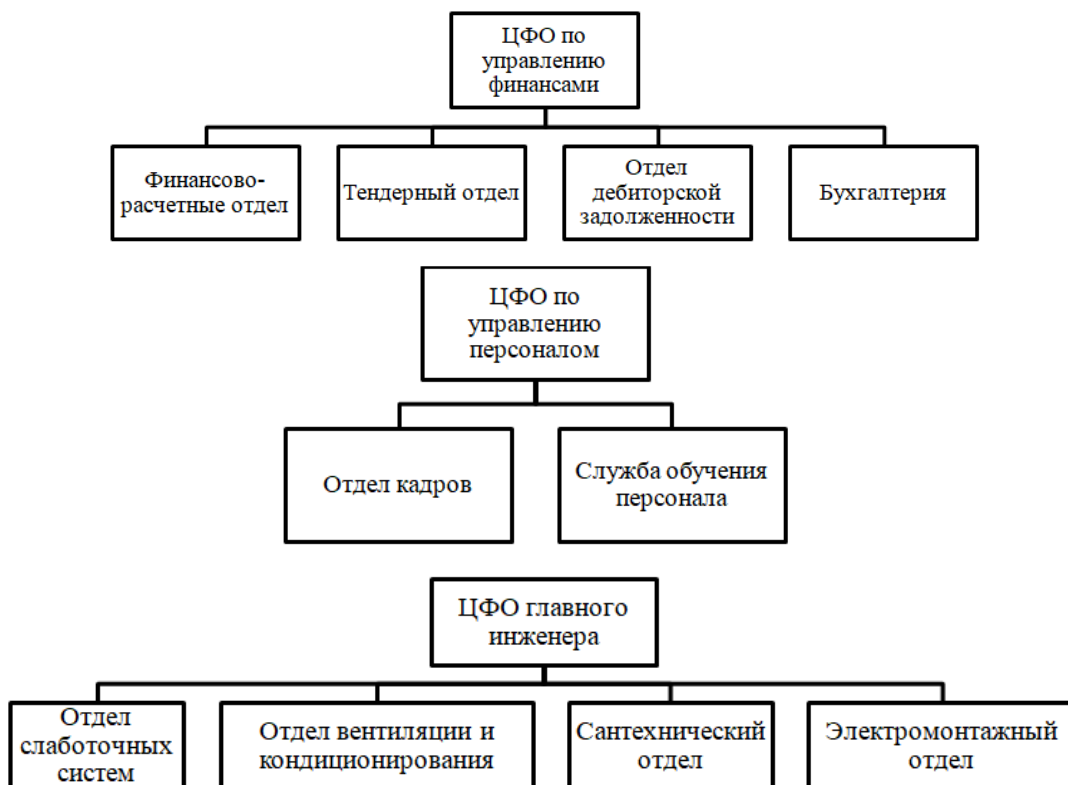 ЦФО по
управлению
финансами
Финансово-
расчетные отдел
Тендерный отдел
Отдел
дебиторской
задолженности
Бухгалтерия
ЦФО по
управлению
персоналом
Отдел кадров
Служба обучения
персонала
ЦФО главного
инженера
Отдел
слаботочных
систем
Отдел вентиляции и
кондиционирования
Сантехнический
отдел
Электромонтажный
отдел